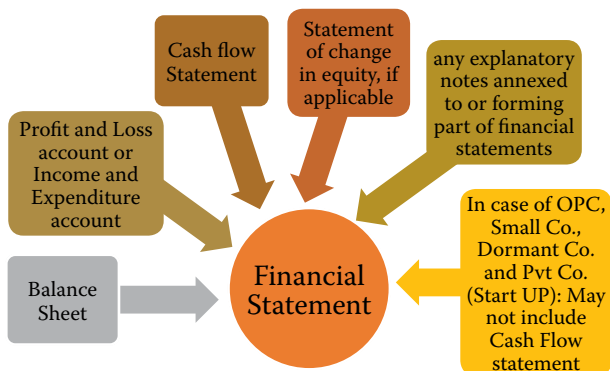 Balance
Sheet
Profit and Loss
account or
Income and
Expenditure
account
Cash flow
Statement
Statement
of change
in equity, if
applicable
any explanatory
notes annexed
to or forming
part of financial
statements
In case of OPC,
Small Co.,
Dormant Co.
and Pvt Co.
(Start UP): May
not include
Cash Flow
statement
Financial
Statement